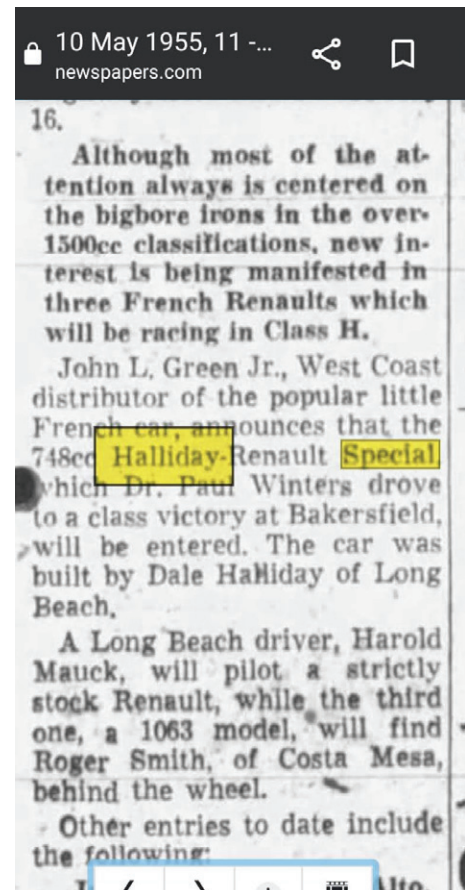 10 May 1955, 11 -...
newspapers.com
16.
Although most of the at-
tention always is centered on
the bigbore irons in the over-
1500cc classifications, new in-
terest is being manifested in
three French Renaults which
will be racing in Class H.
John L. Green Jr., West Coast
distributor of the popular little
French car, announces that the
748cc Halliday-Renault Special,
which Dr. Paul Winters drove
to a class victory at Bakersfield,
will be entered. The car was
built by Dale Halliday of Long
Beach.
A Long Beach driver, Harold
Mauck, will pilot a strictly
stock Renault, while the third
one, a 1063 model, will find
Roger Smith, of Costa Mesa,
behind the wheel.
Other entries to date include
the following: